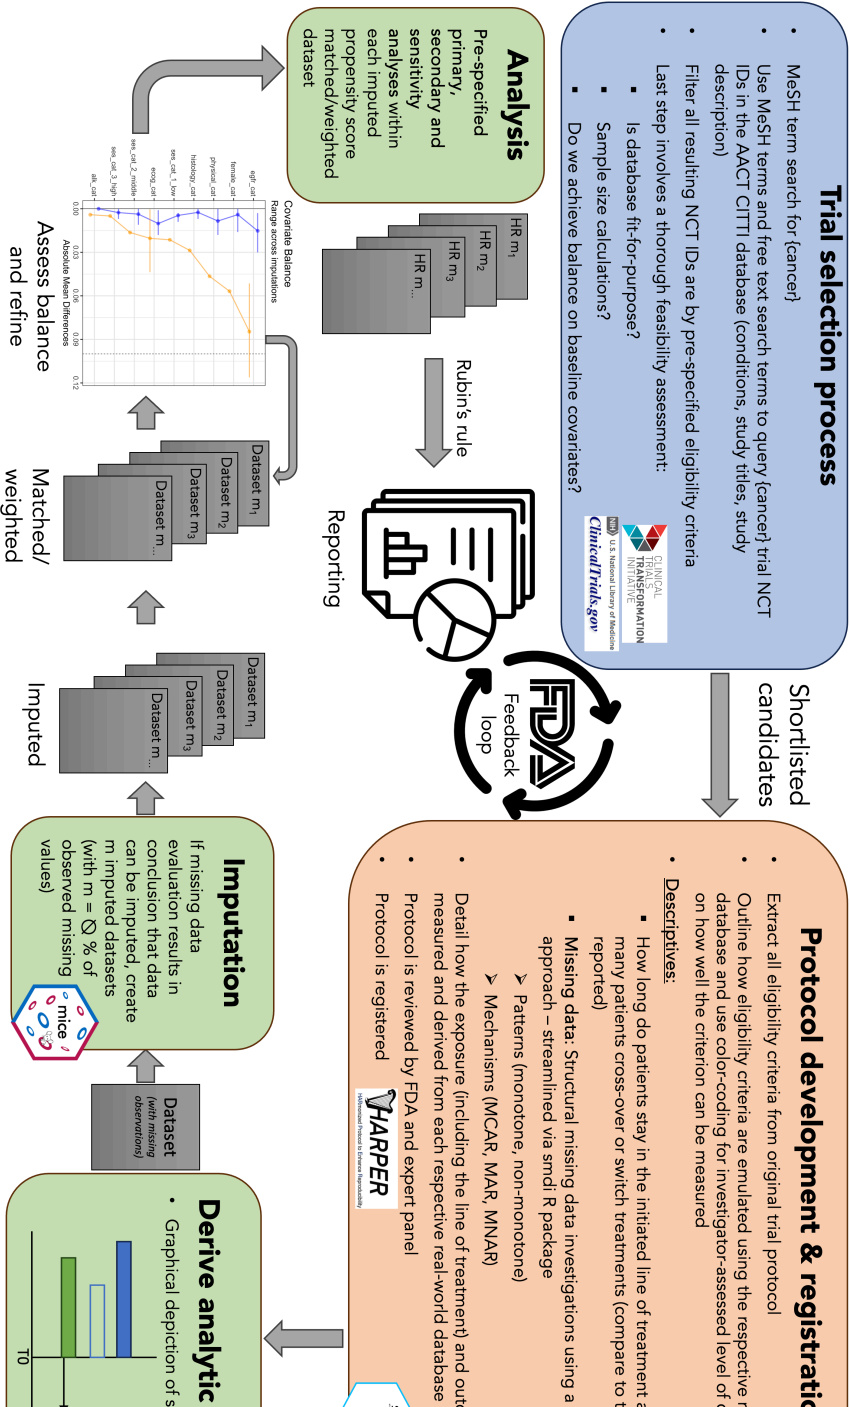 Trial selection process
• MeSH term search for {cancer}
• Use MeSH terms and free text search terms to query {cancer} trial NCT
IDs in the AACT CITTI database (conditions, study titles, study
description)
• Filter all resulting NCT IDs are by pre-specified eligibility criteria
• Last step involves a thorough feasibility assessment:
▪ Is database fit-for-purpose?
▪ Sample size calculations?
▪ Do we achieve balance on baseline covariates?
CLINICAL
TRIALS
TRANSFORMATION
INITIATIVE
NIH U.S. National Library of Medicine
ClinicalTrials.gov
Shortlisted
candidates
Protocol development & registratio
• Extract all eligibility criteria from original trial protocol
• Outline how eligibility criteria are emulated using the respective
database and use color-coding for investigator-assessed level of
on how well the criterion can be measured
• Descriptives:
▪ How long do patients stay in the initiated line of treatment
many patients cross-over or switch treatments (compare to
reported)
▪ Missing data: Structural missing data investigations using a
approach – streamlined via smdi R package
➢ Patterns (monotone, non-monotone)
➢ Mechanisms (MCAR, MAR, MNAR)
• Detail how the exposure (including the line of treatment) and
measured and derived from each respective real-world database
• Protocol is reviewed by FDA and expert panel
• Protocol is registered
HARPER
HARmonized Protocol to Enhance Reproducibility
FDA
Feedback
loop
Analysis
Pre-specified
primary,
secondary and
sensitivity
analyses within
each imputed
propensity score
matched/weighted
dataset
HR m1
HR m2
HR m3
HR m...
Rubin's rule
Reporting
Covariate Balance
Range across imputations
egfr_cat
female_cat
physical_cat
histology_cat
ses_cat_1_low
ecog_cat
ses_cat_2_middle
ses_cat_3_high
alk_cat
0.00
0.03
0.06
0.09
0.12
Absolute Mean Differences
Assess balance
and refine
Dataset m1
Dataset m2
Dataset m3
Dataset m...
Matched/
weighted
Dataset m1
Dataset m2
Dataset m3
Dataset m...
Imputed
Imputation
If missing data
evaluation results in
conclusion that data
can be imputed, create
m imputed datasets
(with m = ∅ % of
observed missing
values)
mice
Dataset
(with missing
observations)
Derive analytic
• Graphical depiction of s
T0